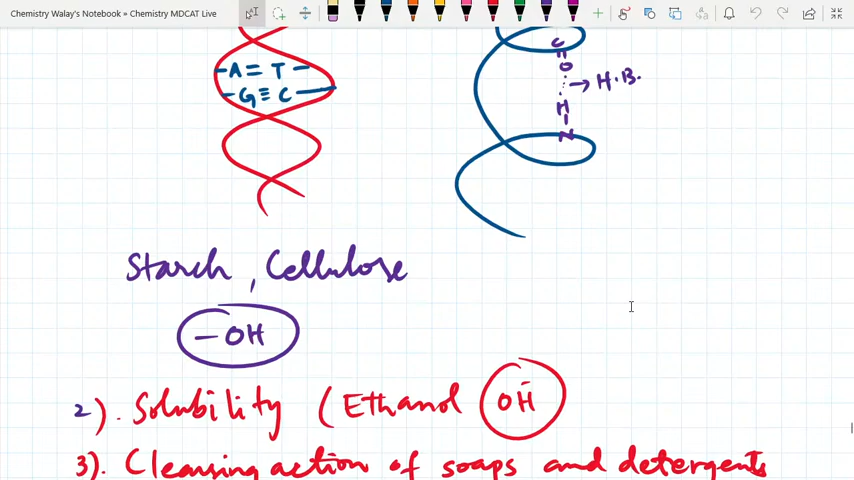 Chemistry Walay's Notebook » Chemistry MDCAT Live
A = T
G ≡ C
C
O
H
N
→ H.B.
Starch, Cellulose
– OH
2). Solubility (Ethanol OH
3). Cleansing action of soaps and detergents